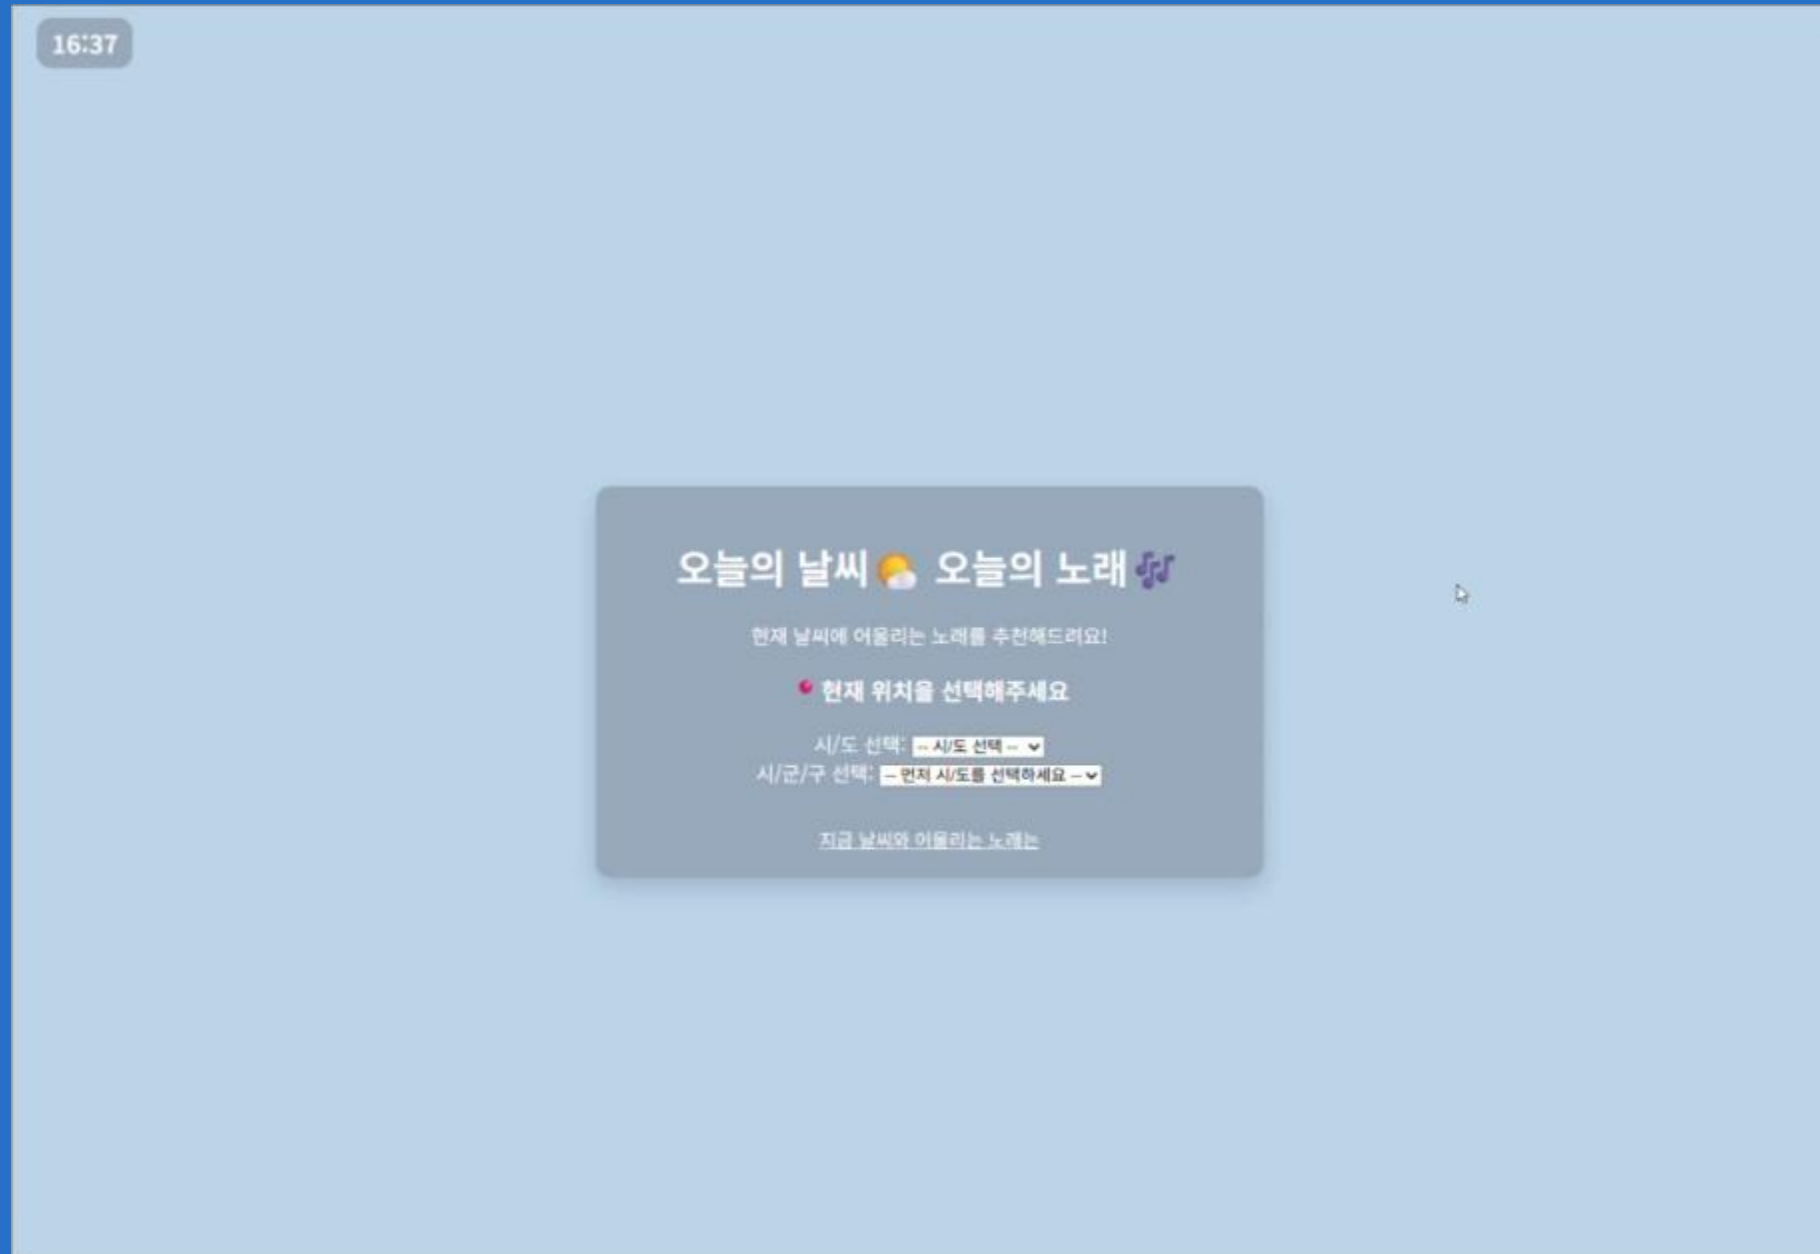 16:37
오늘의 날씨🌤️ 오늘의 노래🎶
현재 날씨에 어울리는 노래를 추천해드려요!
📍 현재 위치을 선택해주세요
시/도 선택: -- 시/도 선택 --
시/군/구 선택: -- 먼저 시/도를 선택하세요 --
지금 날씨와 어울리는 노래는